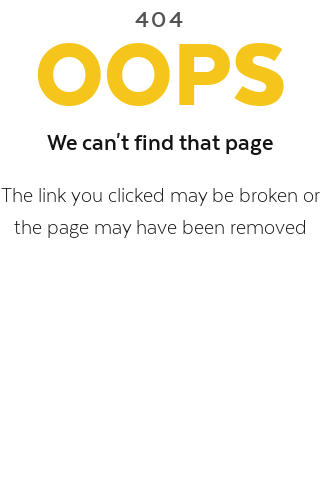 404
OOPS
We can't find that page
The link you clicked may be broken or
the page may have been removed